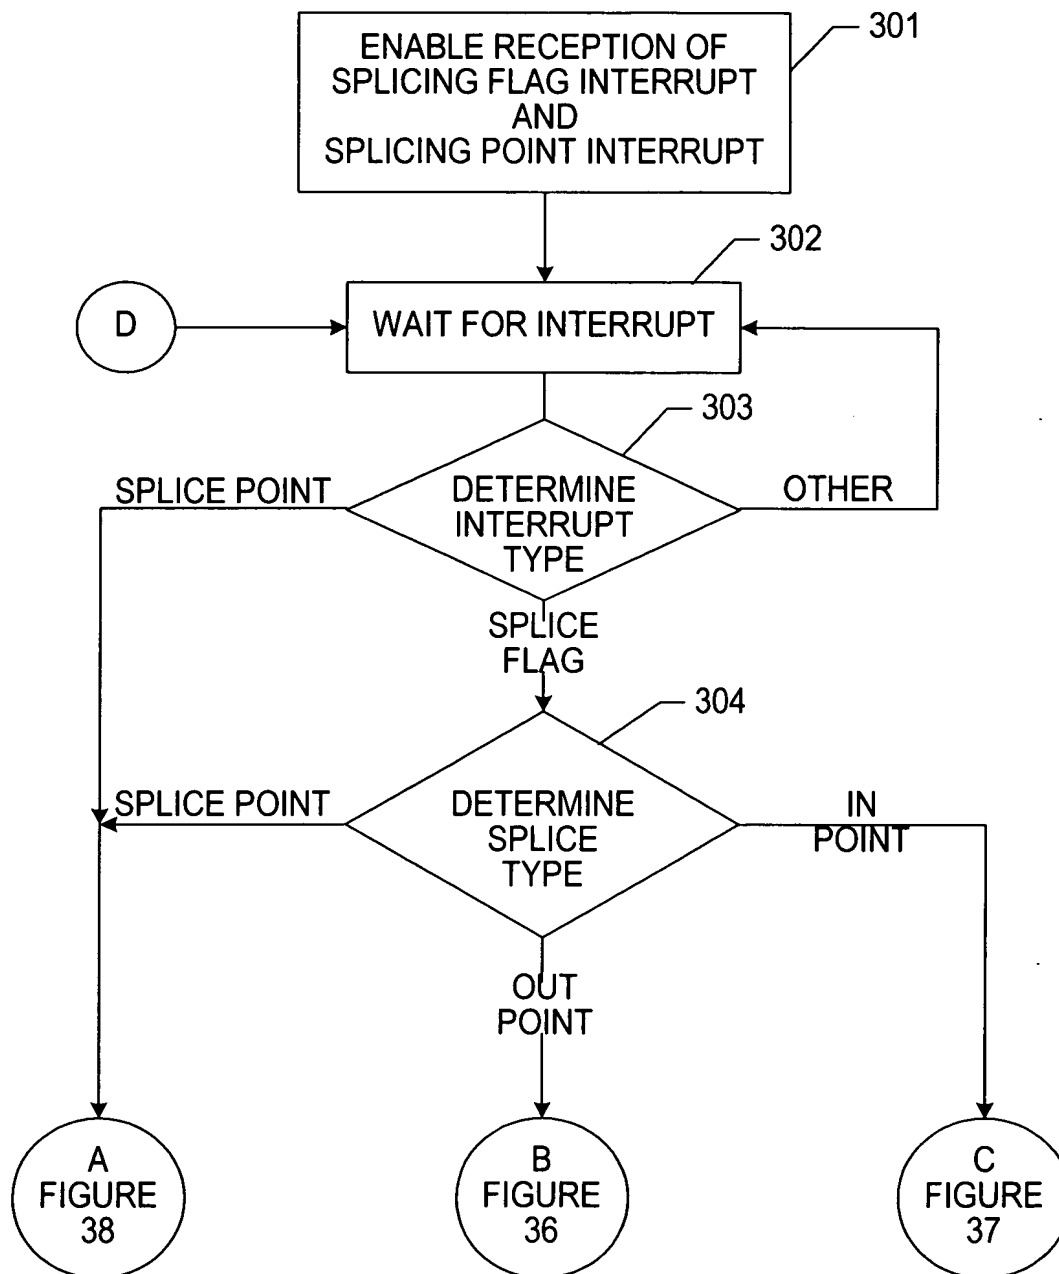 301
ENABLE RECEPTION OF
SPLICING FLAG INTERRUPT
AND
SPLICING POINT INTERRUPT
302
D
WAIT FOR INTERRUPT
303
SPLICE POINT
DETERMINE
INTERRUPT
TYPE
OTHER
SPLICE
FLAG
304
SPLICE POINT
DETERMINE
SPLICE
TYPE
IN
POINT
OUT
POINT
A
FIGURE
38
B
FIGURE
36
C
FIGURE
37